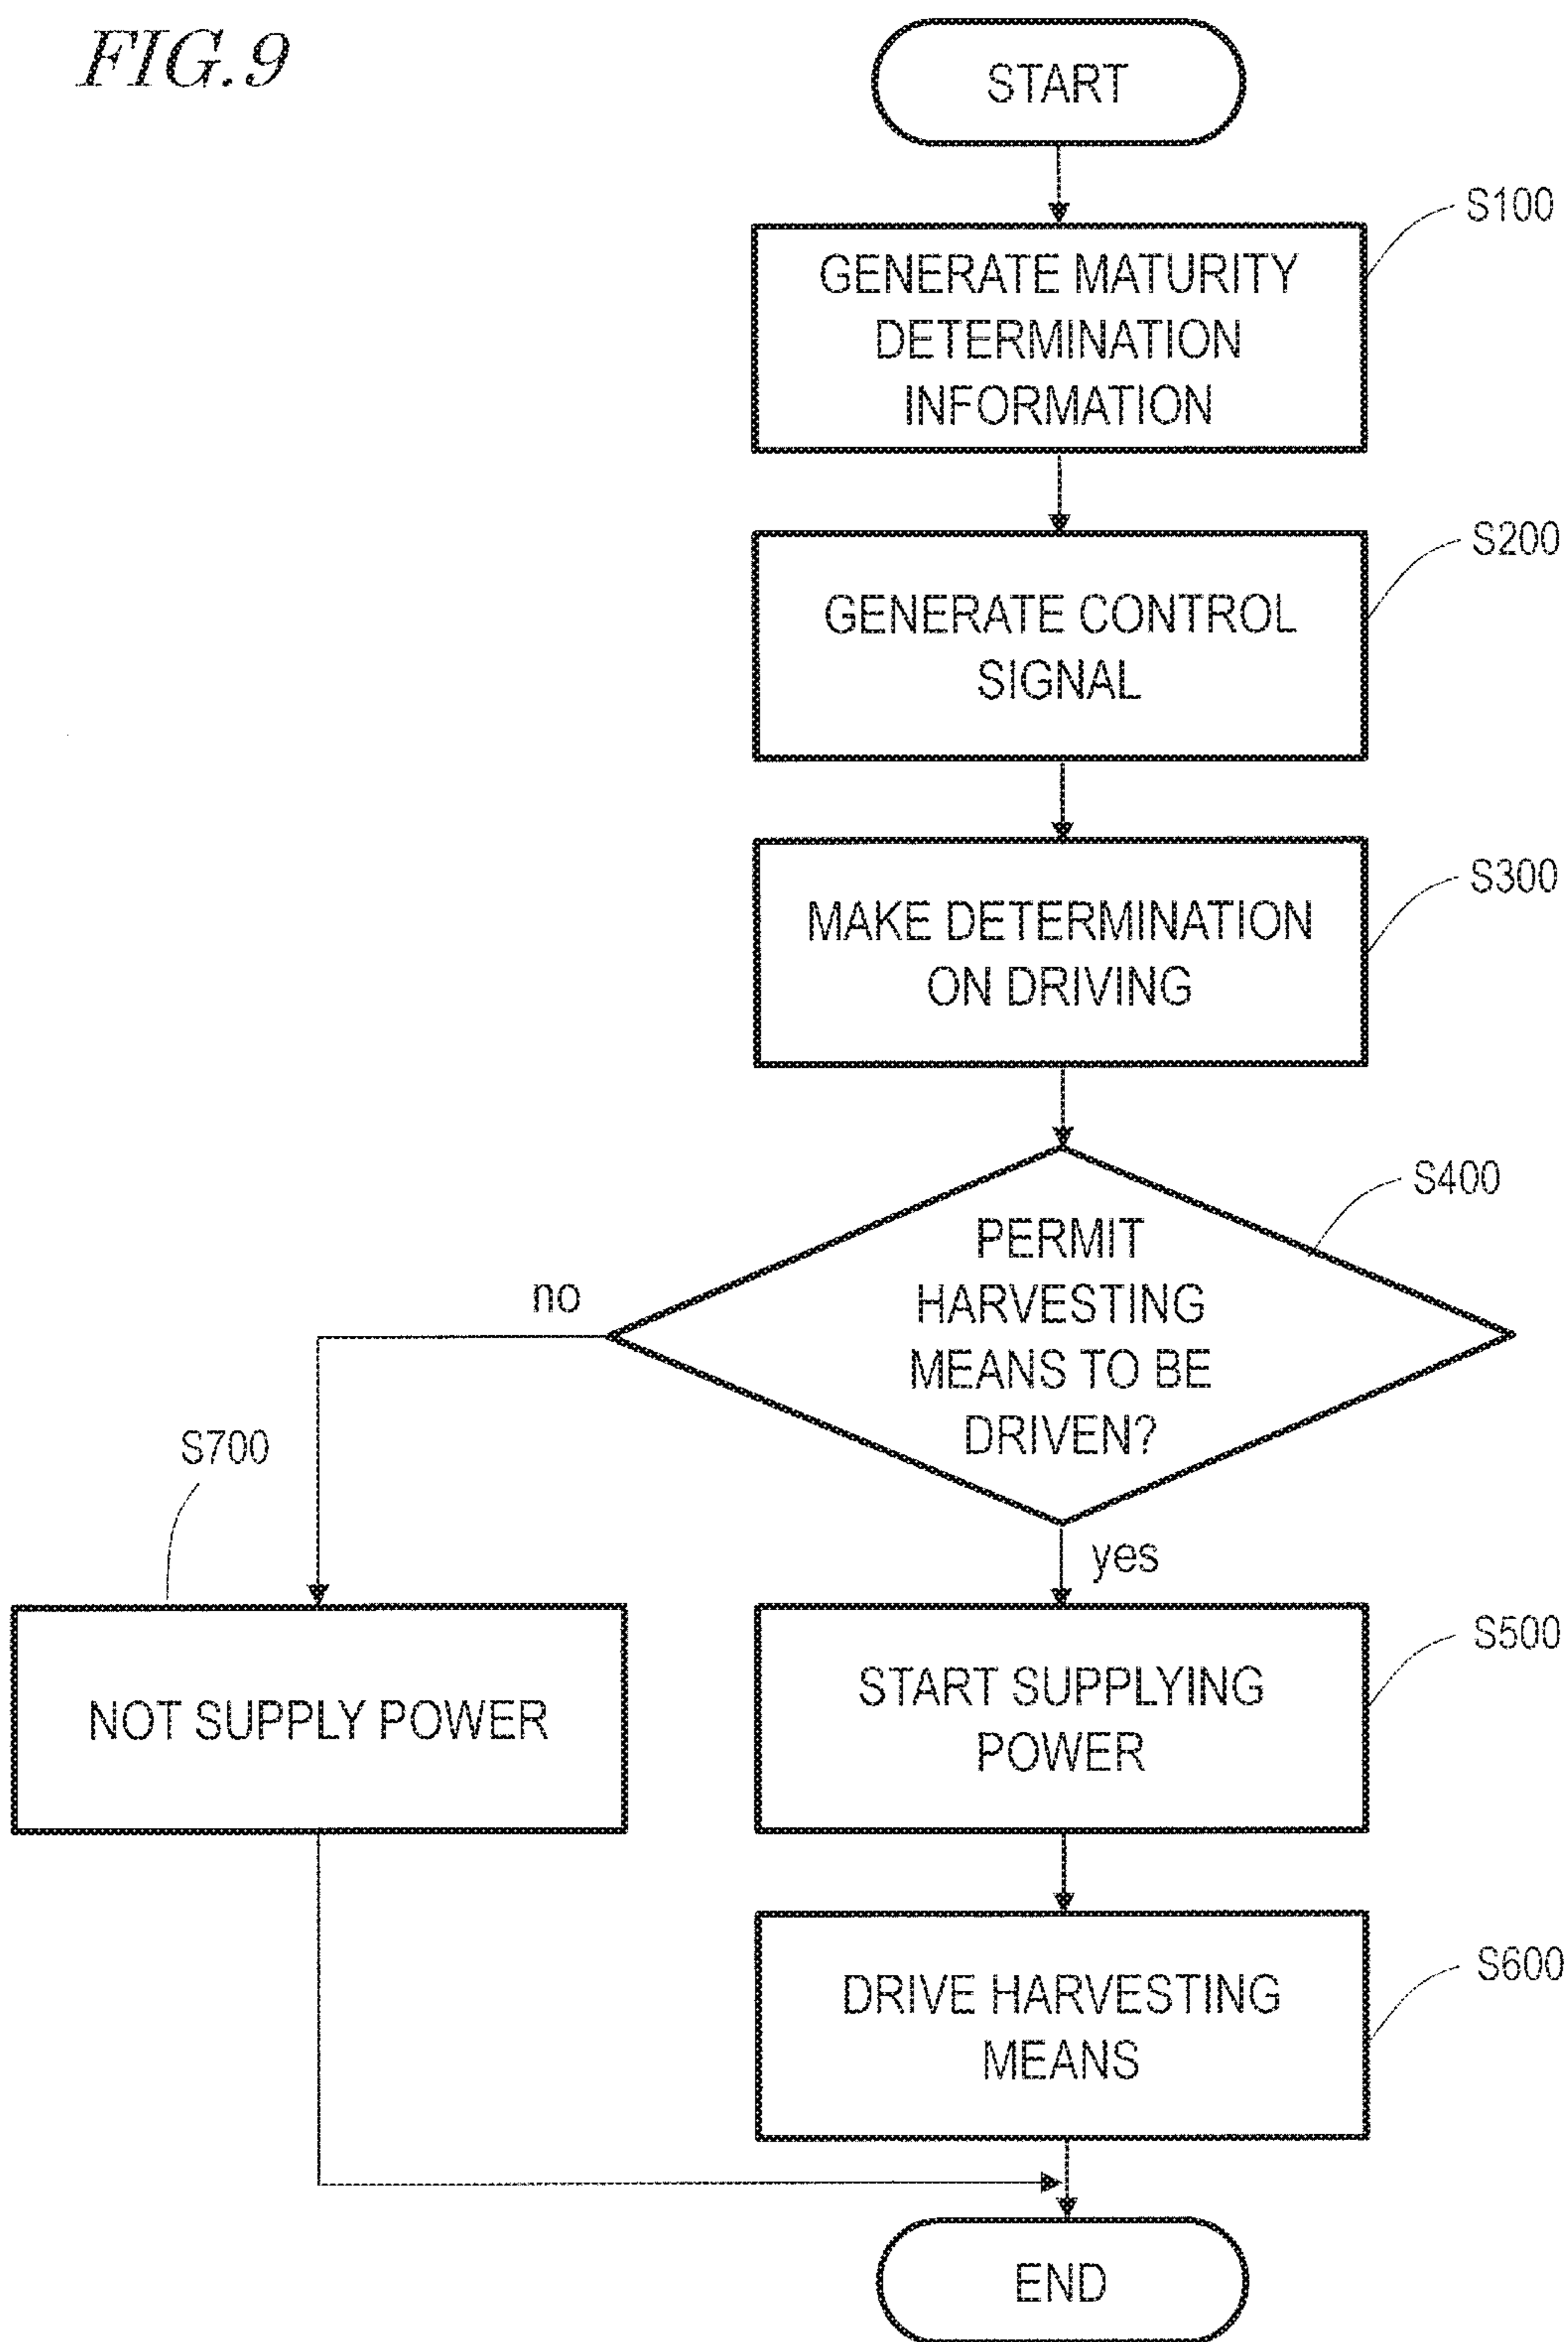 FIG.9
START
S100
GENERATE MATURITY
DETERMINATION
INFORMATION
S200
GENERATE CONTROL
SIGNAL
S300
MAKE DETERMINATION
ON DRIVING
S400
PERMIT
HARVESTING
MEANS TO BE
DRIVEN?
no
yes
S700
NOT SUPPLY POWER
S500
START SUPPLYING
POWER
S600
DRIVE HARVESTING
MEANS
END